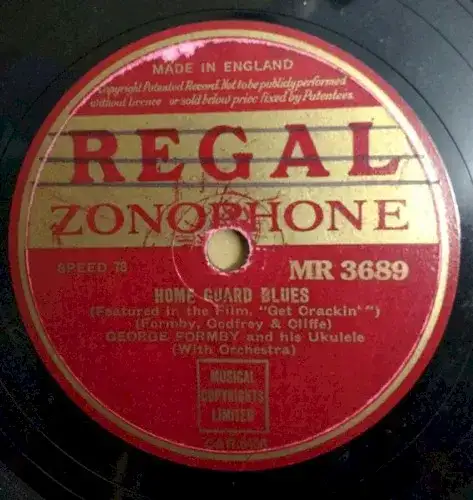 MADE IN ENGLAND
Copyright Patented Record. Not to be publicly performed
without licence or sold below price fixed by Patentees.
REGAL
ZONOPHONE
SPEED 78
MR 3689
HOME GUARD BLUES
(Featured in the Film, "Get Crackin'")
(Formby, Godfrey & Cliffe)
GEORGE FORMBY and his Ukulele
(With Orchestra)
MUSICAL
COPYRIGHTS
LIMITED